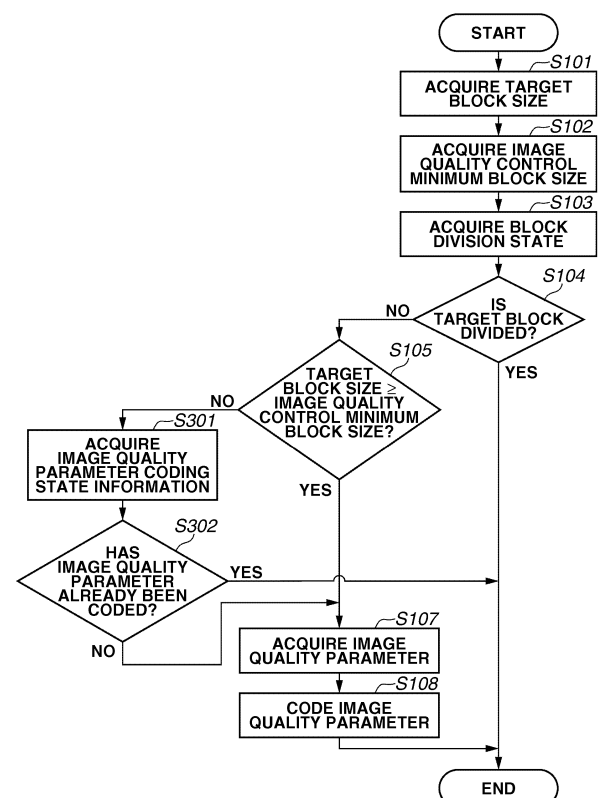 START
S101
ACQUIRE TARGET
BLOCK SIZE
S102
ACQUIRE IMAGE
QUALITY CONTROL
MINIMUM BLOCK SIZE
S103
ACQUIRE BLOCK
DIVISION STATE
S104
IS
TARGET BLOCK
DIVIDED?
NO
YES
S105
TARGET
BLOCK SIZE ≥
IMAGE QUALITY
CONTROL MINIMUM
BLOCK SIZE?
NO
YES
S301
ACQUIRE
IMAGE QUALITY
PARAMETER CODING
STATE INFORMATION
S302
HAS
IMAGE QUALITY
PARAMETER
ALREADY BEEN
CODED?
YES
NO
S107
ACQUIRE IMAGE
QUALITY PARAMETER
S108
CODE IMAGE
QUALITY PARAMETER
END